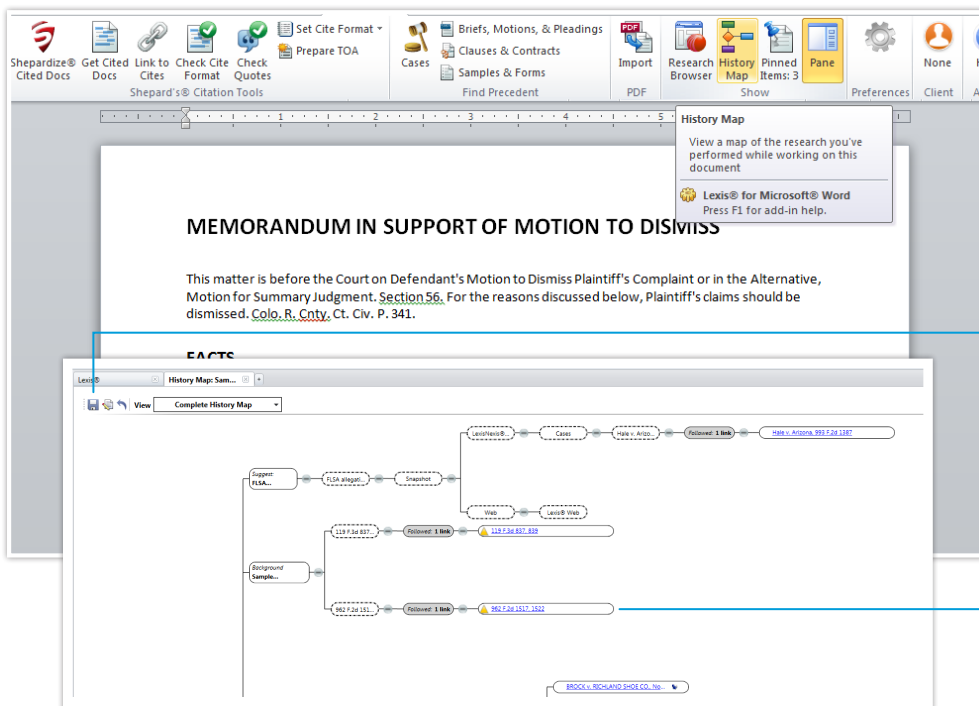 Shepardize® Cited Docs
Get Cited Docs
Link to Cites
Check Cite Format
Check Quotes
Set Cite Format
Prepare TOA
Shepard's® Citation Tools
Cases
Briefs, Motions, & Pleadings
Clauses & Contracts
Samples & Forms
Find Precedent
PDF
Import
PDF
Research Browser
History Map
Pinned Items: 3
Pane
Show
Preferences
None
Client
1 2 3 4 5
History Map
View a map of the research you've
performed while working on this
document
Lexis® for Microsoft® Word
Press F1 for add-in help.
MEMORANDUM IN SUPPORT OF MOTION TO DISMISS
This matter is before the Court on Defendant's Motion to Dismiss Plaintiff's Complaint or in the Alternative,
Motion for Summary Judgment. Section 56. For the reasons discussed below, Plaintiff's claims should be
dismissed. Colo. R. Cnty. Ct. Civ. P. 341.
FACTS
Lexis®
History Map: Sam...
View
Complete History Map
LexisNexis®...
Cases
Hale v. Arizo...
Followed: 1 link
Hale v. Arizona, 993 F.2d 1387
Suggest:
FLSA...
FLSA allegati...
Snapshot
Web
Lexis® Web
119 F.3d 837...
Followed: 1 link
119 F.3d 837, 839
Background
Sample...
962 F.2d 151...
Followed: 1 link
962 F.2d 1517, 1522
BROCK v. RICHLAND SHOE CO., No...